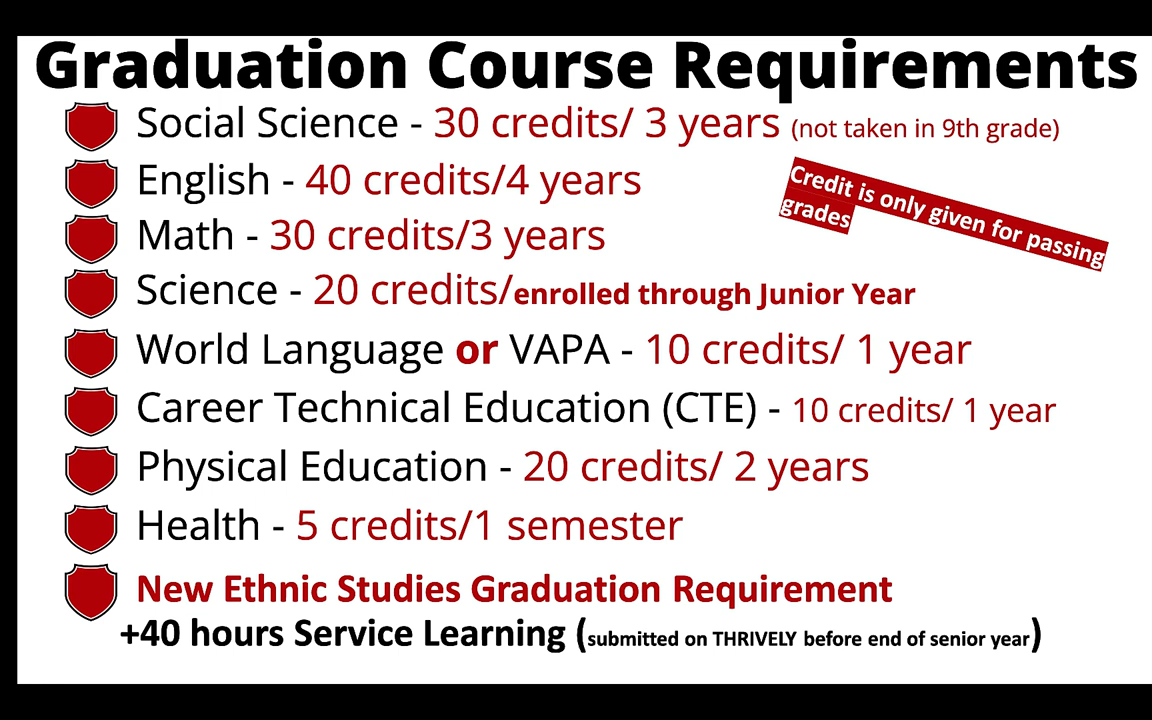 Graduation Course Requirements
Social Science - 30 credits/ 3 years (not taken in 9th grade)
English - 40 credits/4 years
Credit is only given for passing
grades
Math - 30 credits/3 years
Science - 20 credits/enrolled through Junior Year
World Language or VAPA - 10 credits/ 1 year
Career Technical Education (CTE) - 10 credits/ 1 year
Physical Education - 20 credits/ 2 years
Health - 5 credits/1 semester
New Ethnic Studies Graduation Requirement
+40 hours Service Learning (submitted on THRIVELY before end of senior year)